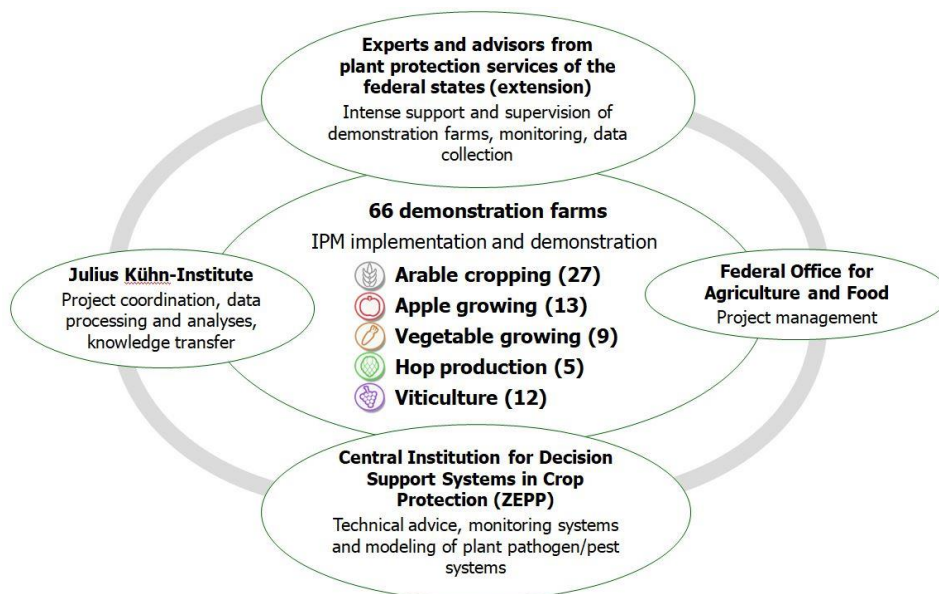 Experts and advisors from
plant protection services of the
federal states (extension)
Intense support and supervision of
demonstration farms, monitoring, data
collection
66 demonstration farms
IPM implementation and demonstration
Arable cropping (27)
Apple growing (13)
Vegetable growing (9)
Hop production (5)
Viticulture (12)
Julius Kühn-Institute
Project coordination, data
processing and analyses,
knowledge transfer
Federal Office for
Agriculture and Food
Project management
Central Institution for Decision
Support Systems in Crop
Protection (ZEPP)
Technical advice, monitoring systems
and modeling of plant pathogen/pest
systems